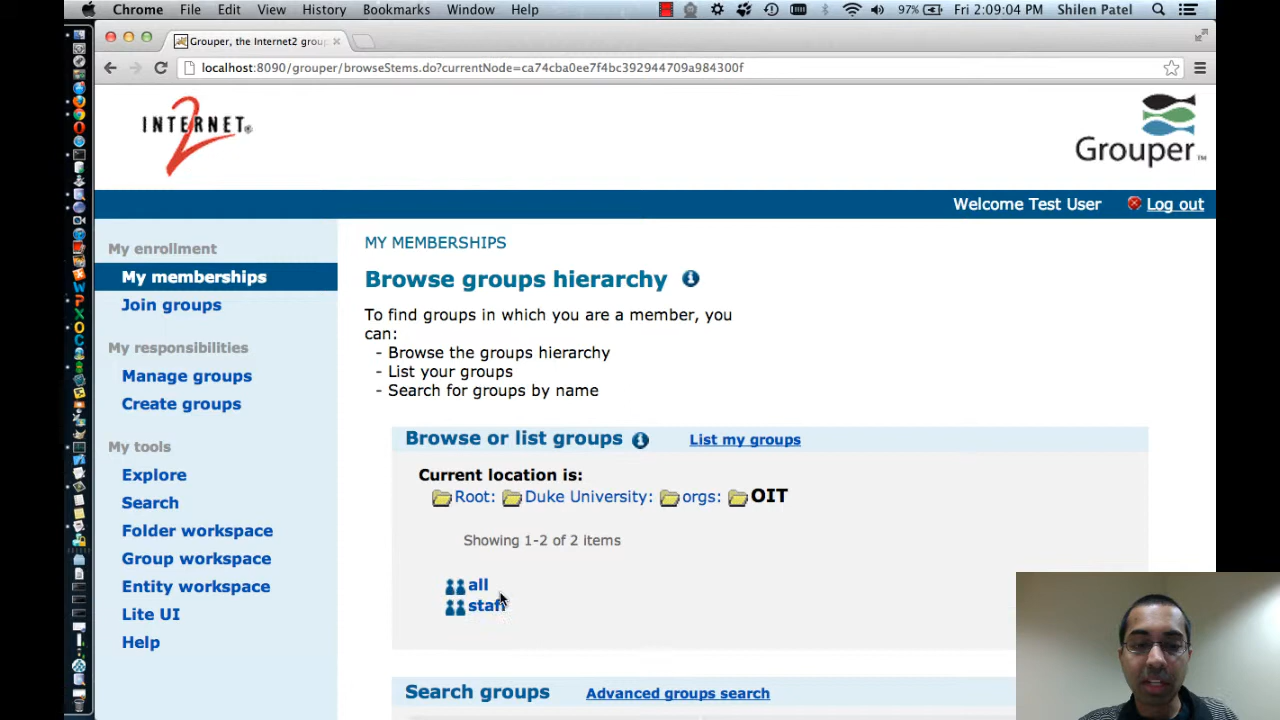 Chrome File Edit View History Bookmarks Window Help 97% Fri 2:09:04 PM Shilen Patel
Grouper, the Internet2 group
localhost:8090/grouper/browseStems.do?currentNode=ca74cba0ee7f4bc392944709a984300f
INTERNET 2 ®
Grouper™
Welcome Test User Log out
My enrollment
My memberships
Join groups
My responsibilities
Manage groups
Create groups
My tools
Explore
Search
Folder workspace
Group workspace
Entity workspace
Lite UI
Help
MY MEMBERSHIPS
Browse groups hierarchy
To find groups in which you are a member, you
can:
- Browse the groups hierarchy
- List your groups
- Search for groups by name
Browse or list groups List my groups
Current location is:
Root: Duke University: orgs: OIT
Showing 1-2 of 2 items
all
staff
Search groups Advanced groups search